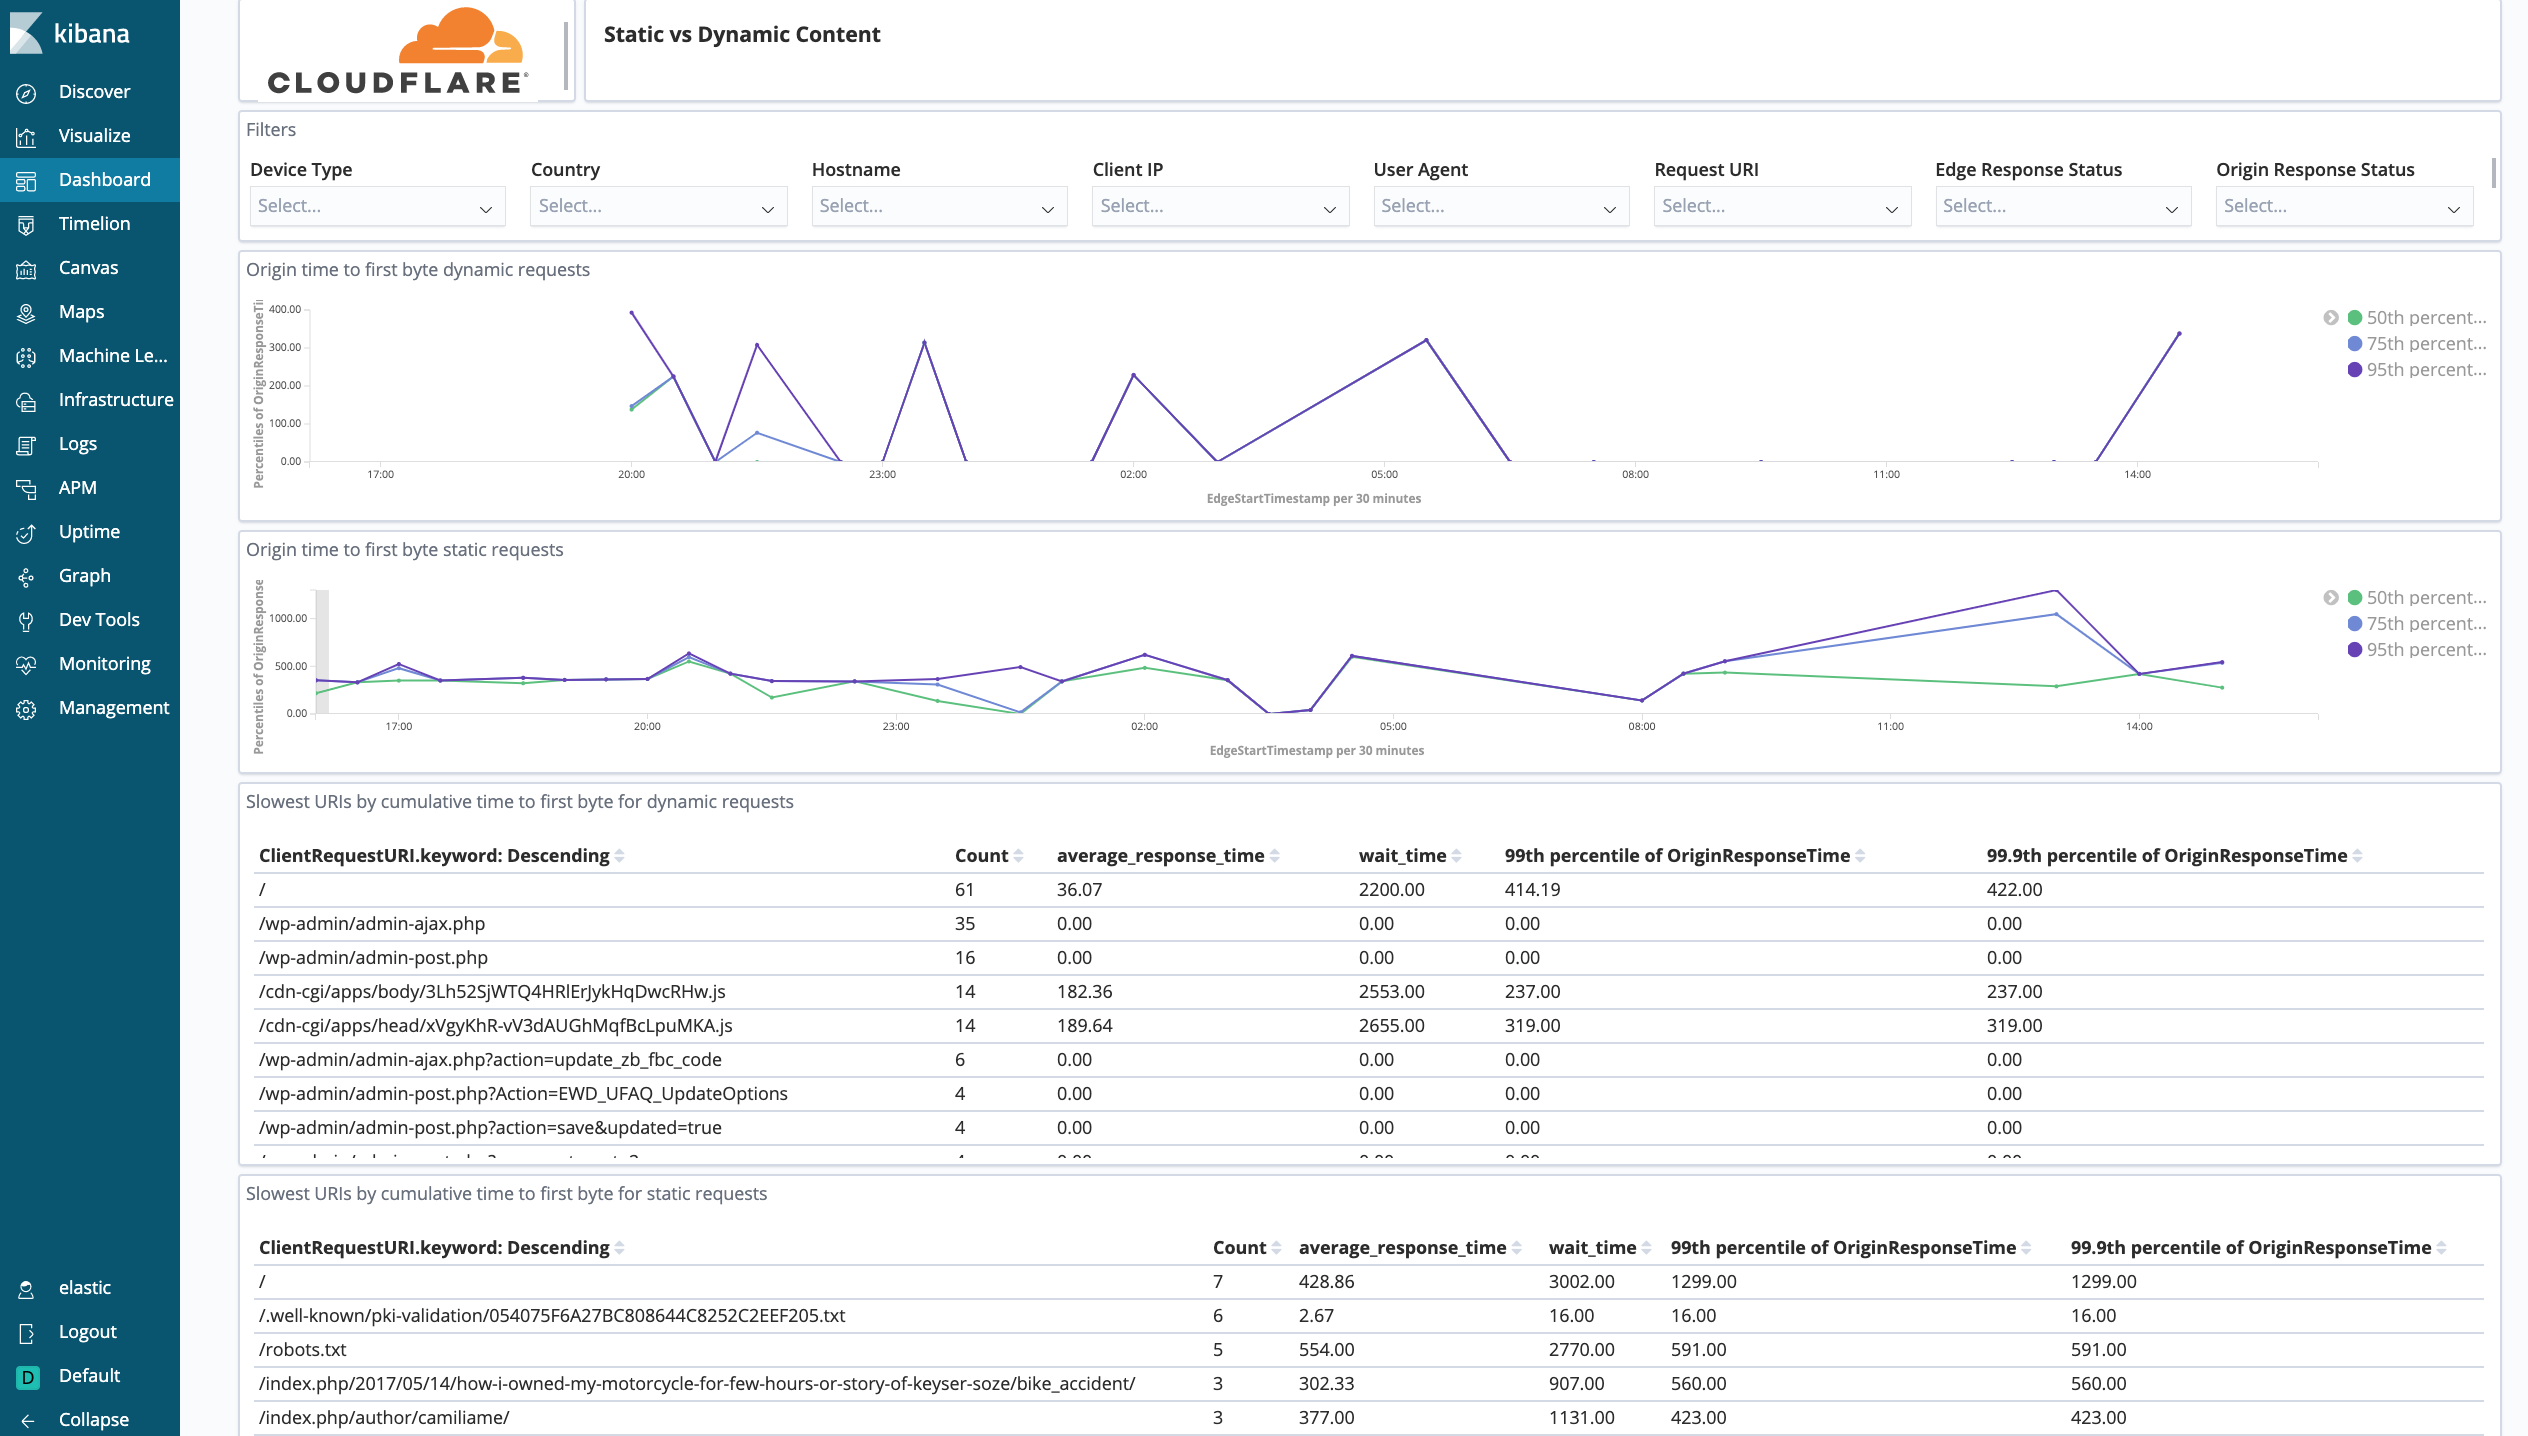 kibana
Discover
Visualize
Dashboard
Timelion
Canvas
Maps
Machine Le...
Infrastructure
Logs
APM
Uptime
Graph
Dev Tools
Monitoring
Management
elastic
Logout
D Default
Collapse
CLOUDFLARE®
Static vs Dynamic Content
Filters
Device Type Country Hostname Client IP User Agent Request URI Edge Response Status Origin Response Status
Select... Select... Select... Select... Select... Select... Select... Select...
Origin time to first byte dynamic requests
Percentiles of OriginResponseTi
400.00
300.00
200.00
100.00
0.00
17:00 20:00 23:00 02:00 05:00 08:00 11:00 14:00
EdgeStartTimestamp per 30 minutes
50th percent...
75th percent...
95th percent...
Origin time to first byte static requests
Percentiles of OriginResponse
1000.00
500.00
0.00
17:00 20:00 23:00 02:00 05:00 08:00 11:00 14:00
EdgeStartTimestamp per 30 minutes
50th percent...
75th percent...
95th percent...
Slowest URIs by cumulative time to first byte for dynamic requests
ClientRequestURI.keyword: Descending Count average_response_time wait_time 99th percentile of OriginResponseTime 99.9th percentile of OriginResponseTime
/ 61 36.07 2200.00 414.19 422.00
/wp-admin/admin-ajax.php 35 0.00 0.00 0.00 0.00
/wp-admin/admin-post.php 16 0.00 0.00 0.00 0.00
/cdn-cgi/apps/body/3Lh52SjWTQ4HRlErJykHqDwcRHw.js 14 182.36 2553.00 237.00 237.00
/cdn-cgi/apps/head/xVgyKhR-vV3dAUGhMqfBcLpuMKA.js 14 189.64 2655.00 319.00 319.00
/wp-admin/admin-ajax.php?action=update_zb_fbc_code 6 0.00 0.00 0.00 0.00
/wp-admin/admin-post.php?Action=EWD_UFAQ_UpdateOptions 4 0.00 0.00 0.00 0.00
/wp-admin/admin-post.php?action=save&updated=true 4 0.00 0.00 0.00 0.00
Slowest URIs by cumulative time to first byte for static requests
ClientRequestURI.keyword: Descending Count average_response_time wait_time 99th percentile of OriginResponseTime 99.9th percentile of OriginResponseTime
/ 7 428.86 3002.00 1299.00 1299.00
/.well-known/pki-validation/054075F6A27BC808644C8252C2EEF205.txt 6 2.67 16.00 16.00 16.00
/robots.txt 5 554.00 2770.00 591.00 591.00
/index.php/2017/05/14/how-i-owned-my-motorcycle-for-few-hours-or-story-of-keyser-soze/bike_accident/ 3 302.33 907.00 560.00 560.00
/index.php/author/camiliame/ 3 377.00 1131.00 423.00 423.00